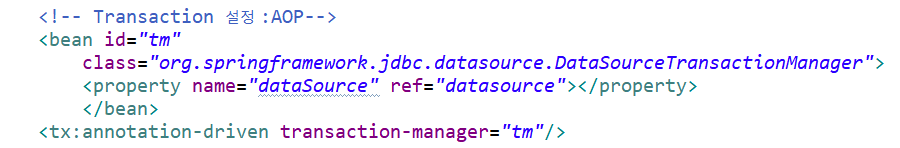 <!-- Transaction 설정 :AOP-->
<bean id="tm"
class="org.springframework.jdbc.datasource.DataSourceTransactionManager">
<property name="dataSource" ref="datasource"></property>
</bean>
<tx:annotation-driven transaction-manager="tm"/>